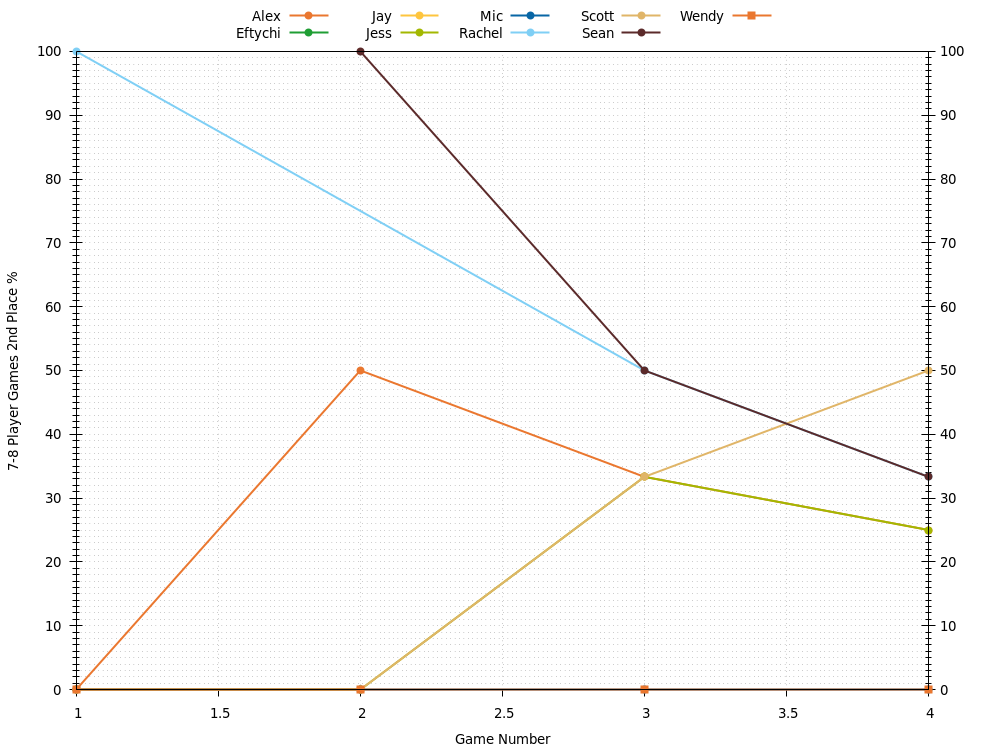 Alex Jay Mic Scott Wendy
Eftychi Jess Rachel Sean
100 100
90 90
80 80
70 70
60 60
50 50
40 40
30 30
20 20
10 10
0 0
1 1.5 2 2.5 3 3.5 4
7-8 Player Games 2nd Place %
Game Number